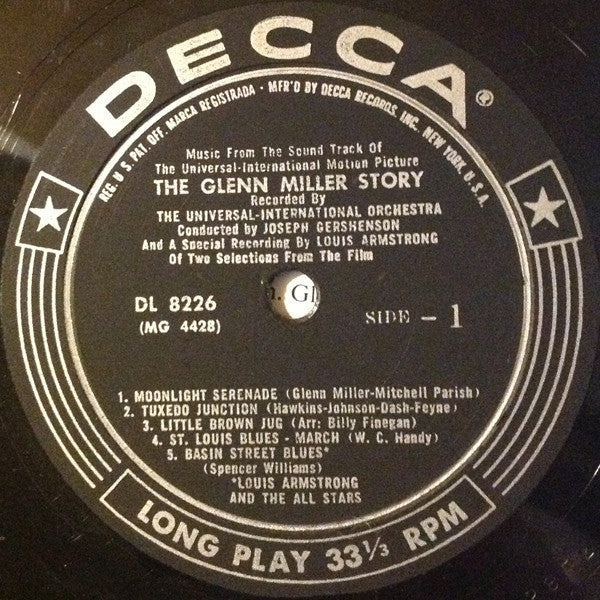 DECCA®
REG. U.S. PAT. OFF. MARCA REGISTRADA • MFR'D BY DECCA RECORDS, INC. NEW YORK U.S.A.
Music From The Sound Track Of
The Universal-International Motion Picture
THE GLENN MILLER STORY
Recorded By
THE UNIVERSAL-INTERNATIONAL ORCHESTRA
Conducted by JOSEPH GERSHENSON
And A Special Recording By LOUIS ARMSTRONG
Of Two Selections From The Film
DL 8226
(MG 4428)
SIDE - 1
1. MOONLIGHT SERENADE (Glenn Miller-Mitchell Parish)
2. TUXEDO JUNCTION (Hawkins-Johnson-Dash-Feyne)
3. LITTLE BROWN JUG (Arr: Billy Finegan)
4. ST. LOUIS BLUES - MARCH (W. C. Handy)
5. BASIN STREET BLUES*
(Spencer Williams)
*LOUIS ARMSTRONG
AND THE ALL STARS
LONG PLAY 33⅓ RPM